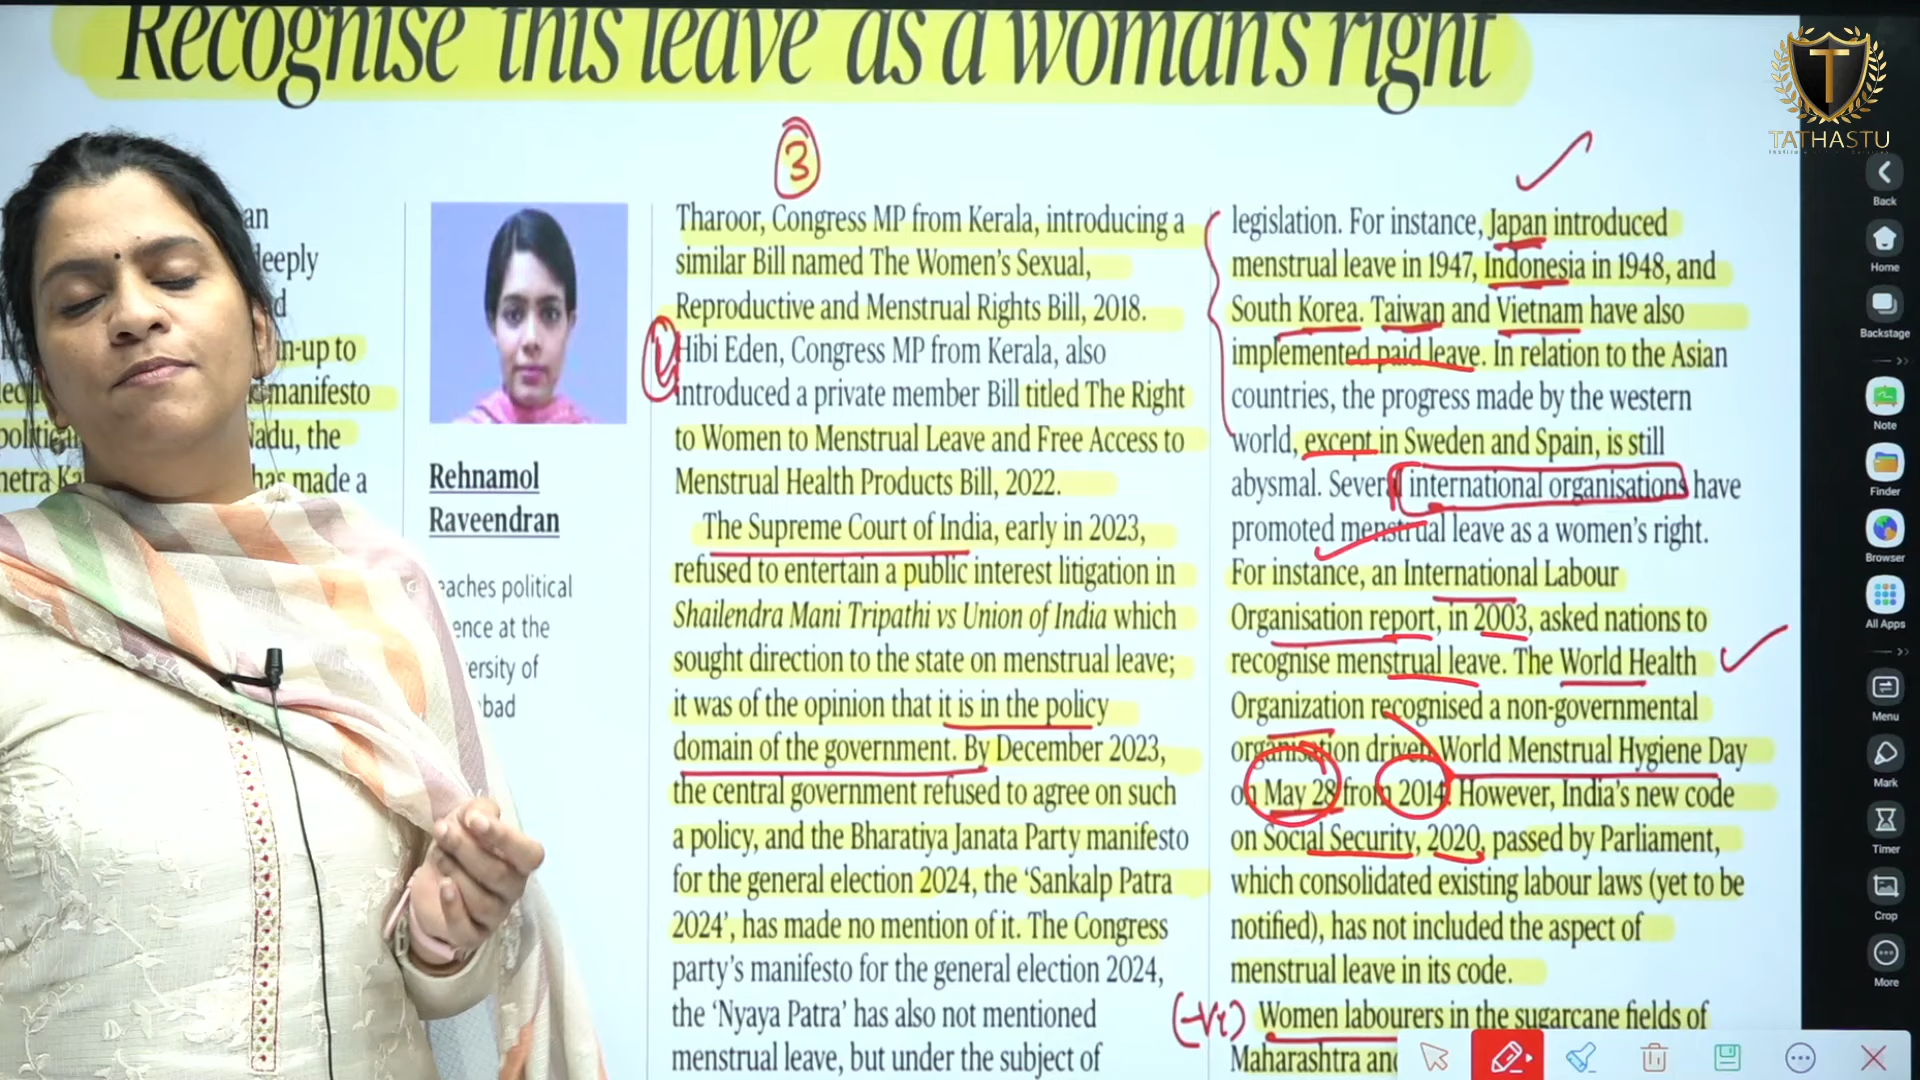 Recognise 'this leave' as a woman's right
T
TATHASTU
3
an
deeply
n-up to
manifesto
politica
Nadu, the
netra Ka
has made a
Rehnamol
Raveendran
eaches political
ence at the
ersity of
bad
Tharoor, Congress MP from Kerala, introducing a
similar Bill named The Women's Sexual,
Reproductive and Menstrual Rights Bill, 2018.
Hibi Eden, Congress MP from Kerala, also
introduced a private member Bill titled The Right
to Women to Menstrual Leave and Free Access to
Menstrual Health Products Bill, 2022.
The Supreme Court of India, early in 2023,
refused to entertain a public interest litigation in
Shailendra Mani Tripathi vs Union of India which
sought direction to the state on menstrual leave;
it was of the opinion that it is in the policy
domain of the government. By December 2023,
the central government refused to agree on such
a policy, and the Bharatiya Janata Party manifesto
for the general election 2024, the 'Sankalp Patra
2024', has made no mention of it. The Congress
party's manifesto for the general election 2024,
the 'Nyaya Patra' has also not mentioned
menstrual leave, but under the subject of
legislation. For instance, Japan introduced
menstrual leave in 1947, Indonesia in 1948, and
South Korea. Taiwan and Vietnam have also
implemented paid leave. In relation to the Asian
countries, the progress made by the western
world, except in Sweden and Spain, is still
abysmal. Several international organisations have
promoted menstrual leave as a women's right.
For instance, an International Labour
Organisation report, in 2003, asked nations to
recognise menstrual leave. The World Health
Organization recognised a non-governmental
organisation driven World Menstrual Hygiene Day
on May 28 from 2014. However, India's new code
on Social Security, 2020, passed by Parliament,
which consolidated existing labour laws (yet to be
notified), has not included the aspect of
menstrual leave in its code.
(-ve) Women labourers in the sugarcane fields of
Maharashtra and
Back
Home
Backstage
Note
Finder
Browser
All Apps
Menu
Mark
Timer
Crop
More